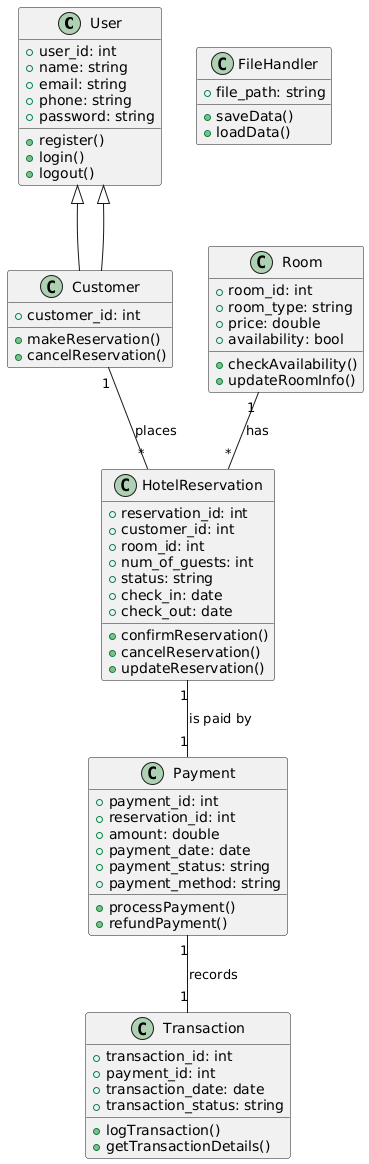 C User
user_id: int
name: string
email: string
phone: string
password: string
register()
login()
logout()
C FileHandler
file_path: string
saveData()
loadData()
C Customer
customer_id: int
makeReservation()
cancelReservation()
C Room
room_id: int
room_type: string
price: double
availability: bool
checkAvailability()
updateRoomInfo()
1
places
*
1
has
*
C HotelReservation
reservation_id: int
customer_id: int
room_id: int
num_of_guests: int
status: string
check_in: date
check_out: date
confirmReservation()
cancelReservation()
updateReservation()
1
is paid by
1
C Payment
payment_id: int
reservation_id: int
amount: double
payment_date: date
payment_status: string
payment_method: string
processPayment()
refundPayment()
1
records
1
C Transaction
transaction_id: int
payment_id: int
transaction_date: date
transaction_status: string
logTransaction()
getTransactionDetails()